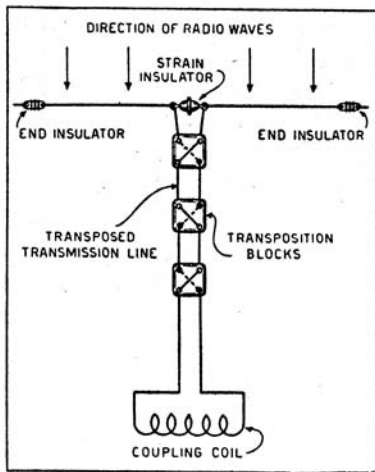 DIRECTION OF RADIO WAVES
STRAIN
INSULATOR
END INSULATOR
END INSULATOR
TRANSPOSED
TRANSMISSION LINE
TRANSPOSITION
BLOCKS
COUPLING COIL